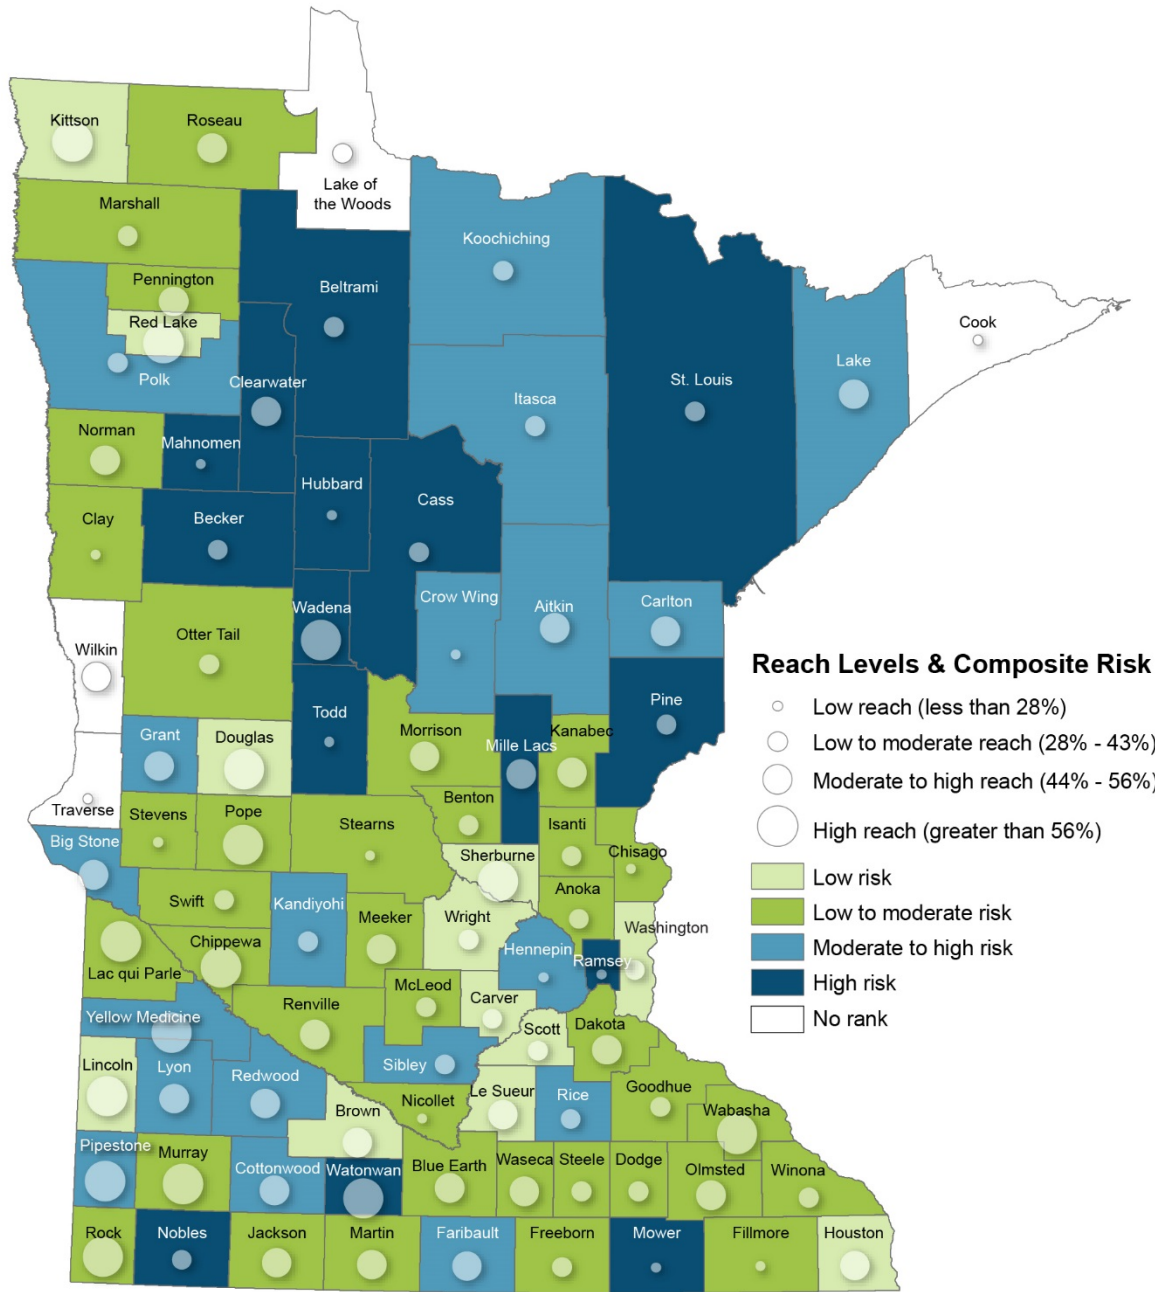 Kittson
Roseau
Lake of
the Woods
Marshall
Koochiching
Pennington
Beltrami
Red Lake
Cook
Polk
Clearwater
Lake
St. Louis
Itasca
Norman
Mahnomen
Hubbard
Cass
Clay
Becker
Wadena
Crow Wing
Aitkin
Carlton
Otter Tail
Wilkin
Reach Levels & Composite Risk
Low reach (less than 28%)
Low to moderate reach (28% - 43%)
Moderate to high reach (44% - 56%)
High reach (greater than 56%)
Low risk
Low to moderate risk
Moderate to high risk
High risk
No rank
Pine
Todd
Morrison
Kanabec
Mille Lacs
Grant
Douglas
Traverse
Stevens
Pope
Stearns
Benton
Isanti
Big Stone
Chisago
Sherburne
Swift
Kandiyohi
Anoka
Meeker
Wright
Washington
Chippewa
Hennepin
Ramsey
Lac qui Parle
McLeod
Renville
Carver
Yellow Medicine
Scott
Dakota
Lincoln
Lyon
Redwood
Sibley
Le Sueur
Rice
Goodhue
Nicollet
Brown
Wabasha
Pipestone
Murray
Cottonwood
Watonwan
Blue Earth
Waseca
Steele
Dodge
Olmsted
Winona
Rock
Nobles
Jackson
Martin
Faribault
Freeborn
Mower
Fillmore
Houston